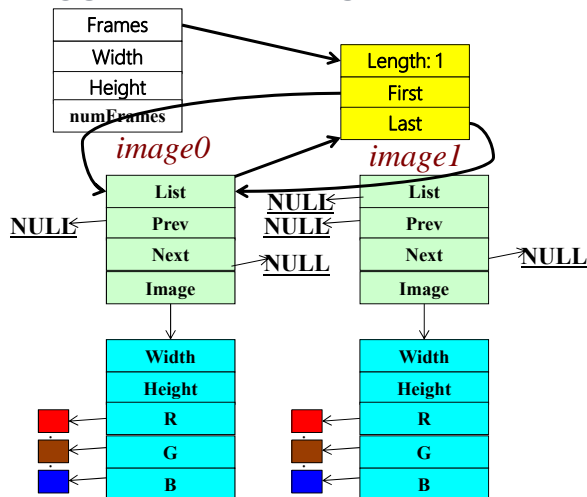 Frames
Width
Height
numFrames
Length: 1
First
Last
image0
image1
List
Prev
Next
Image
NULL
NULL
List
Prev
Next
Image
NULL
NULL
NULL
Width
Height
R
G
B
Width
Height
R
G
B